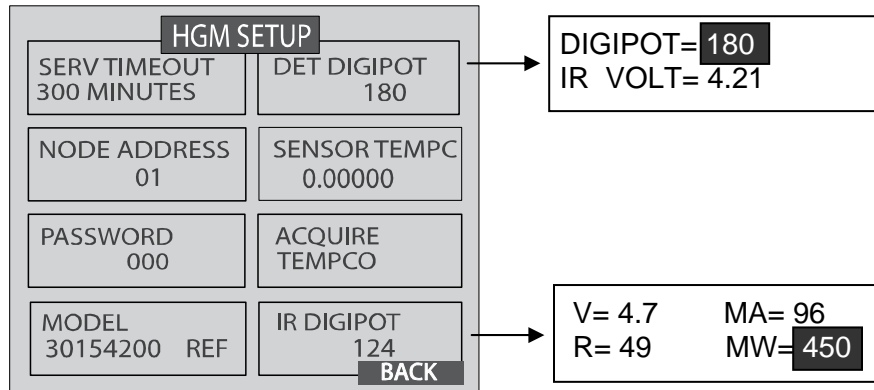 HGM SETUP
SERV TIMEOUT
300 MINUTES
DET DIGIPOT
180
NODE ADDRESS
01
SENSOR TEMPC
0.00000
PASSWORD
000
ACQUIRE
TEMPCO
MODEL
30154200 REF
IR DIGIPOT
124
BACK
DIGIPOT= 180
IR VOLT= 4.21
V= 4.7 MA= 96
R= 49 MW= 450